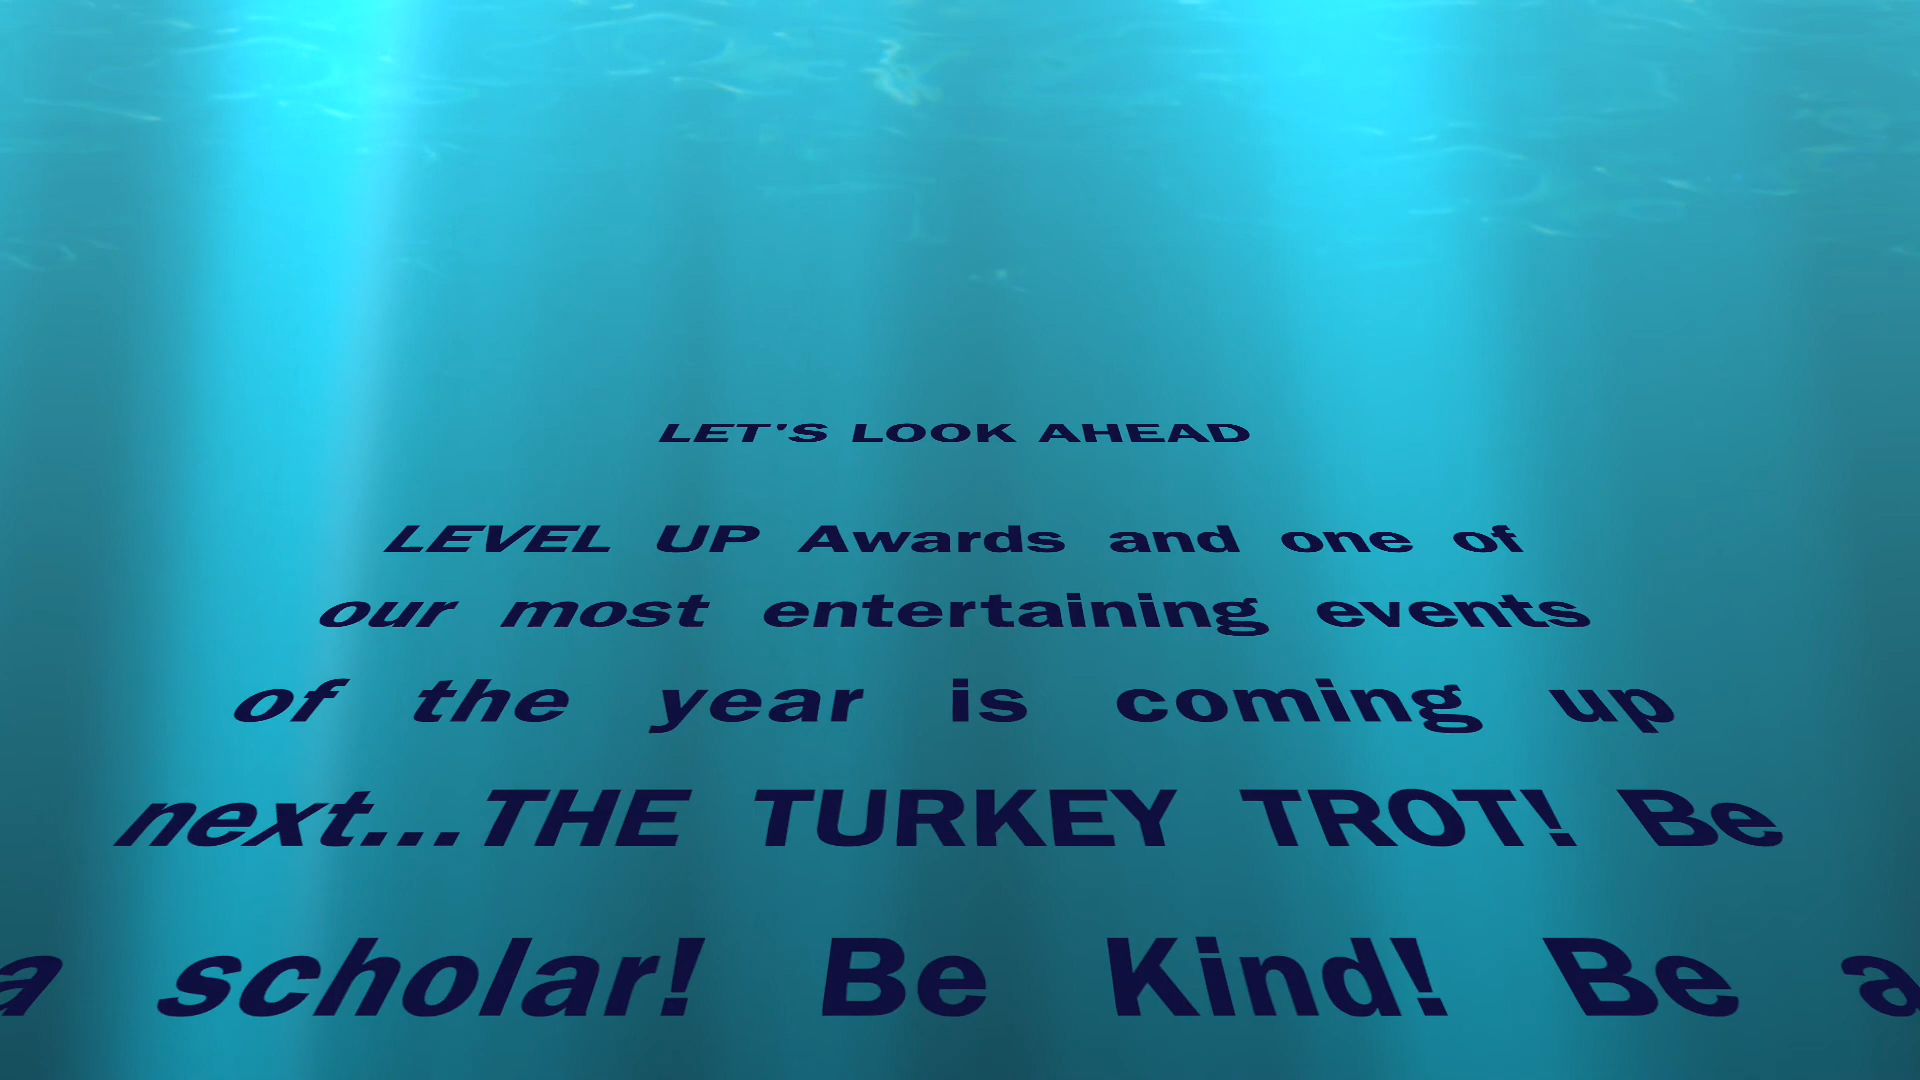 LET'S LOOK AHEAD
LEVEL UP Awards and one of
our most entertaining events
of the year is coming up
next...THE TURKEY TROT! Be
a scholar! Be Kind! Be a